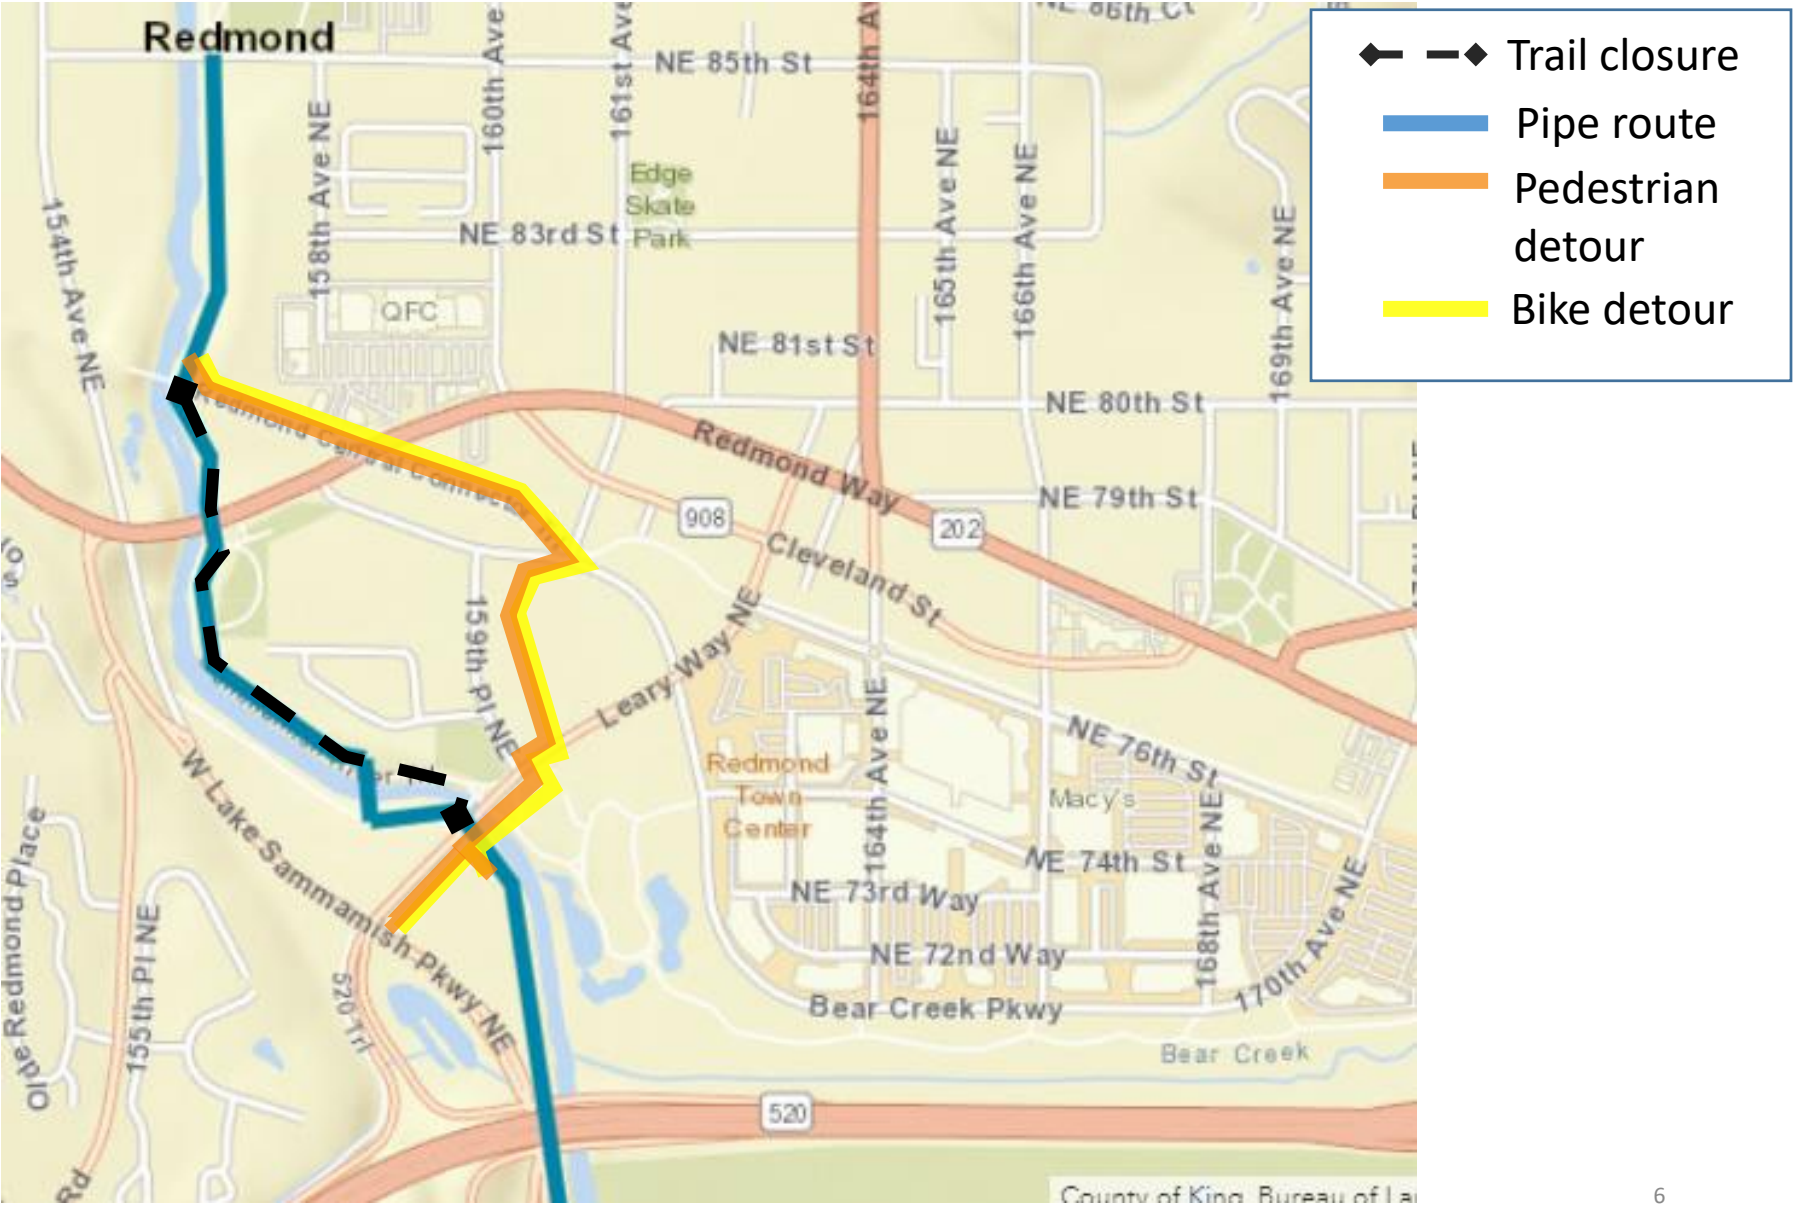 Redmond
NE 86th Ct
NE 85th St
160th Ave
161st Ave
164th A
158th Ave NE
154th Ave NE
Edge
Skate
Park
NE 83rd St
165th Ave NE
166th Ave NE
169th Ave NE
QFC
NE 81st St
NE 80th St
Redmond Central Connector
Redmond Way
NE 79th St
908
202
Cleveland St
159th Pl NE
Leary Way NE
NE 76th St
Redmond
Town
Center
164th Ave NE
Macy's
W Lake Sammamish Pkwy NE
NE 74th St
NE 73rd Way
168th Ave NE
170th Ave NE
NE 72nd Way
Bear Creek Pkwy
Olde Redmond Place
155th Pl NE
520 Trl
Bear Creek
520
Rd
County of King, Bureau of La
Trail closure
Pipe route
Pedestrian
detour
Bike detour
6